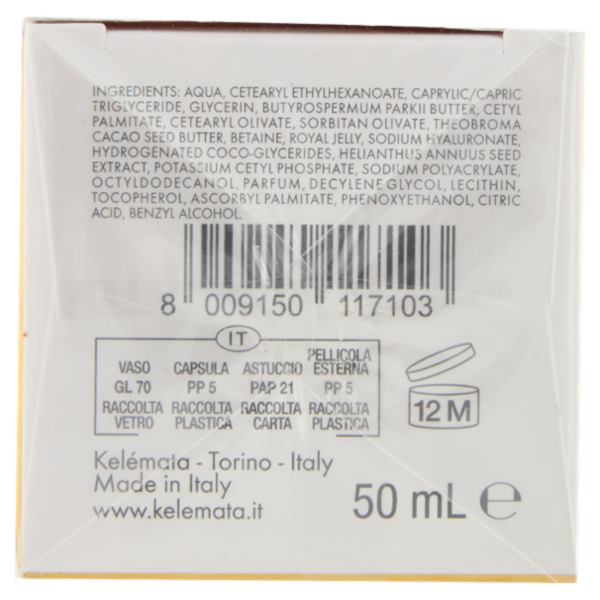 INGREDIENTS: AQUA, CETEARYL ETHYLHEXANOATE, CAPRYLIC/CAPRIC
TRIGLYCERIDE, GLYCERIN, BUTYROSPERMUM PARKII BUTTER, CETYL
PALMITATE, CETEARYL OLIVATE, SORBITAN OLIVATE, THEOBROMA
CACAO SEED BUTTER, BETAINE, ROYAL JELLY, SODIUM HYALURONATE,
HYDROGENATED COCO-GLYCERIDES, HELIANTHUS ANNUUS SEED
EXTRACT, POTASSIUM CETYL PHOSPHATE, SODIUM POLYACRYLATE,
OCTYLDODECANOL, PARFUM, DECYLENE GLYCOL, LECITHIN,
TOCOPHEROL, ASCORBYL PALMITATE, PHENOXYETHANOL, CITRIC
ACID, BENZYL ALCOHOL.
8 009150 117103
IT
VASO CAPSULA ASTUCCIO PELLICOLA ESTERNA
GL 70 PP 5 PAP 21 PP 5
RACCOLTA RACCOLTA RACCOLTA RACCOLTA
VETRO PLASTICA CARTA PLASTICA
12 M
Kelémata - Torino - Italy
Made in Italy
www.kelemata.it
50 mL ℮